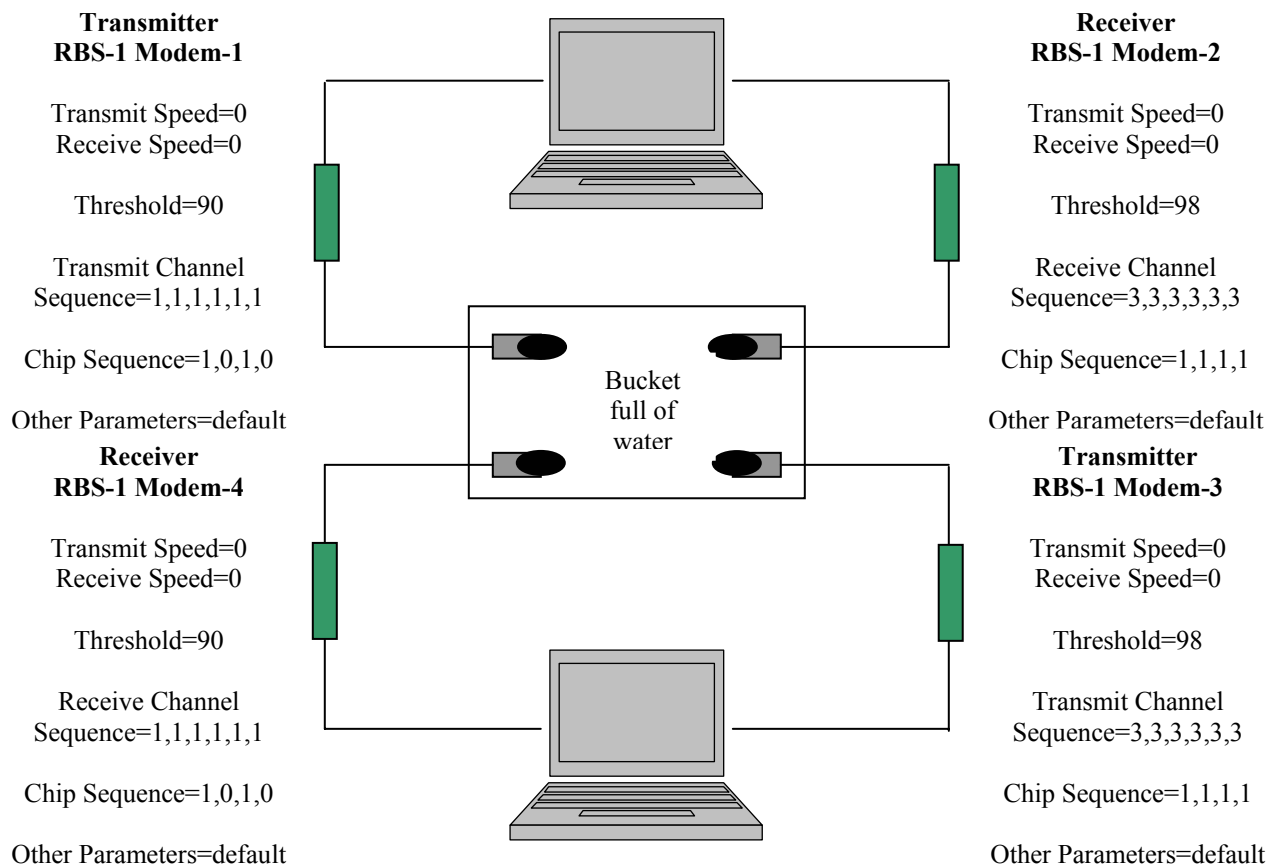 Transmitter
RBS-1 Modem-1
Transmit Speed=0
Receive Speed=0
Threshold=90
Transmit Channel
Sequence=1,1,1,1,1,1
Chip Sequence=1,0,1,0
Other Parameters=default
Receiver
RBS-1 Modem-2
Transmit Speed=0
Receive Speed=0
Threshold=98
Receive Channel
Sequence=3,3,3,3,3,3
Chip Sequence=1,1,1,1
Other Parameters=default
Bucket
full of
water
Receiver
RBS-1 Modem-4
Transmit Speed=0
Receive Speed=0
Threshold=90
Receive Channel
Sequence=1,1,1,1,1,1
Chip Sequence=1,0,1,0
Other Parameters=default
Transmitter
RBS-1 Modem-3
Transmit Speed=0
Receive Speed=0
Threshold=98
Transmit Channel
Sequence=3,3,3,3,3,3
Chip Sequence=1,1,1,1
Other Parameters=default